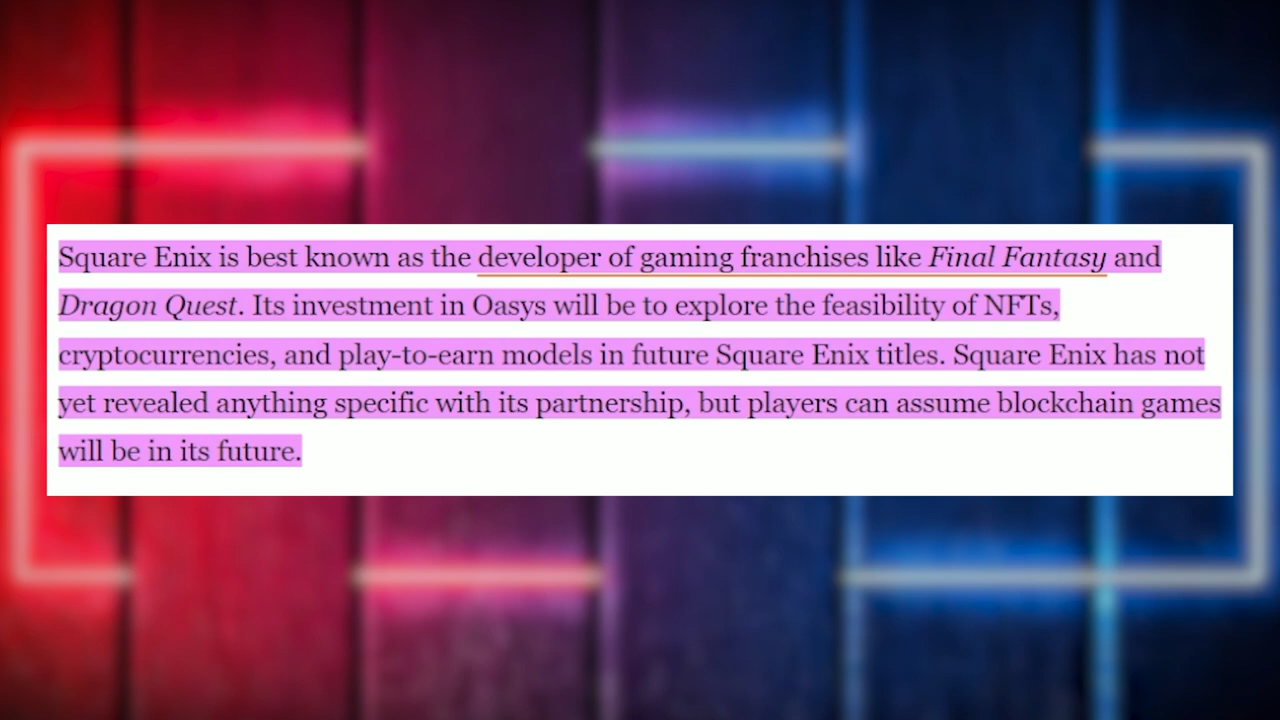 Square Enix is best known as the developer of gaming franchises like Final Fantasy and
Dragon Quest. Its investment in Oasys will be to explore the feasibility of NFTs,
cryptocurrencies, and play-to-earn models in future Square Enix titles. Square Enix has not
yet revealed anything specific with its partnership, but players can assume blockchain games
will be in its future.